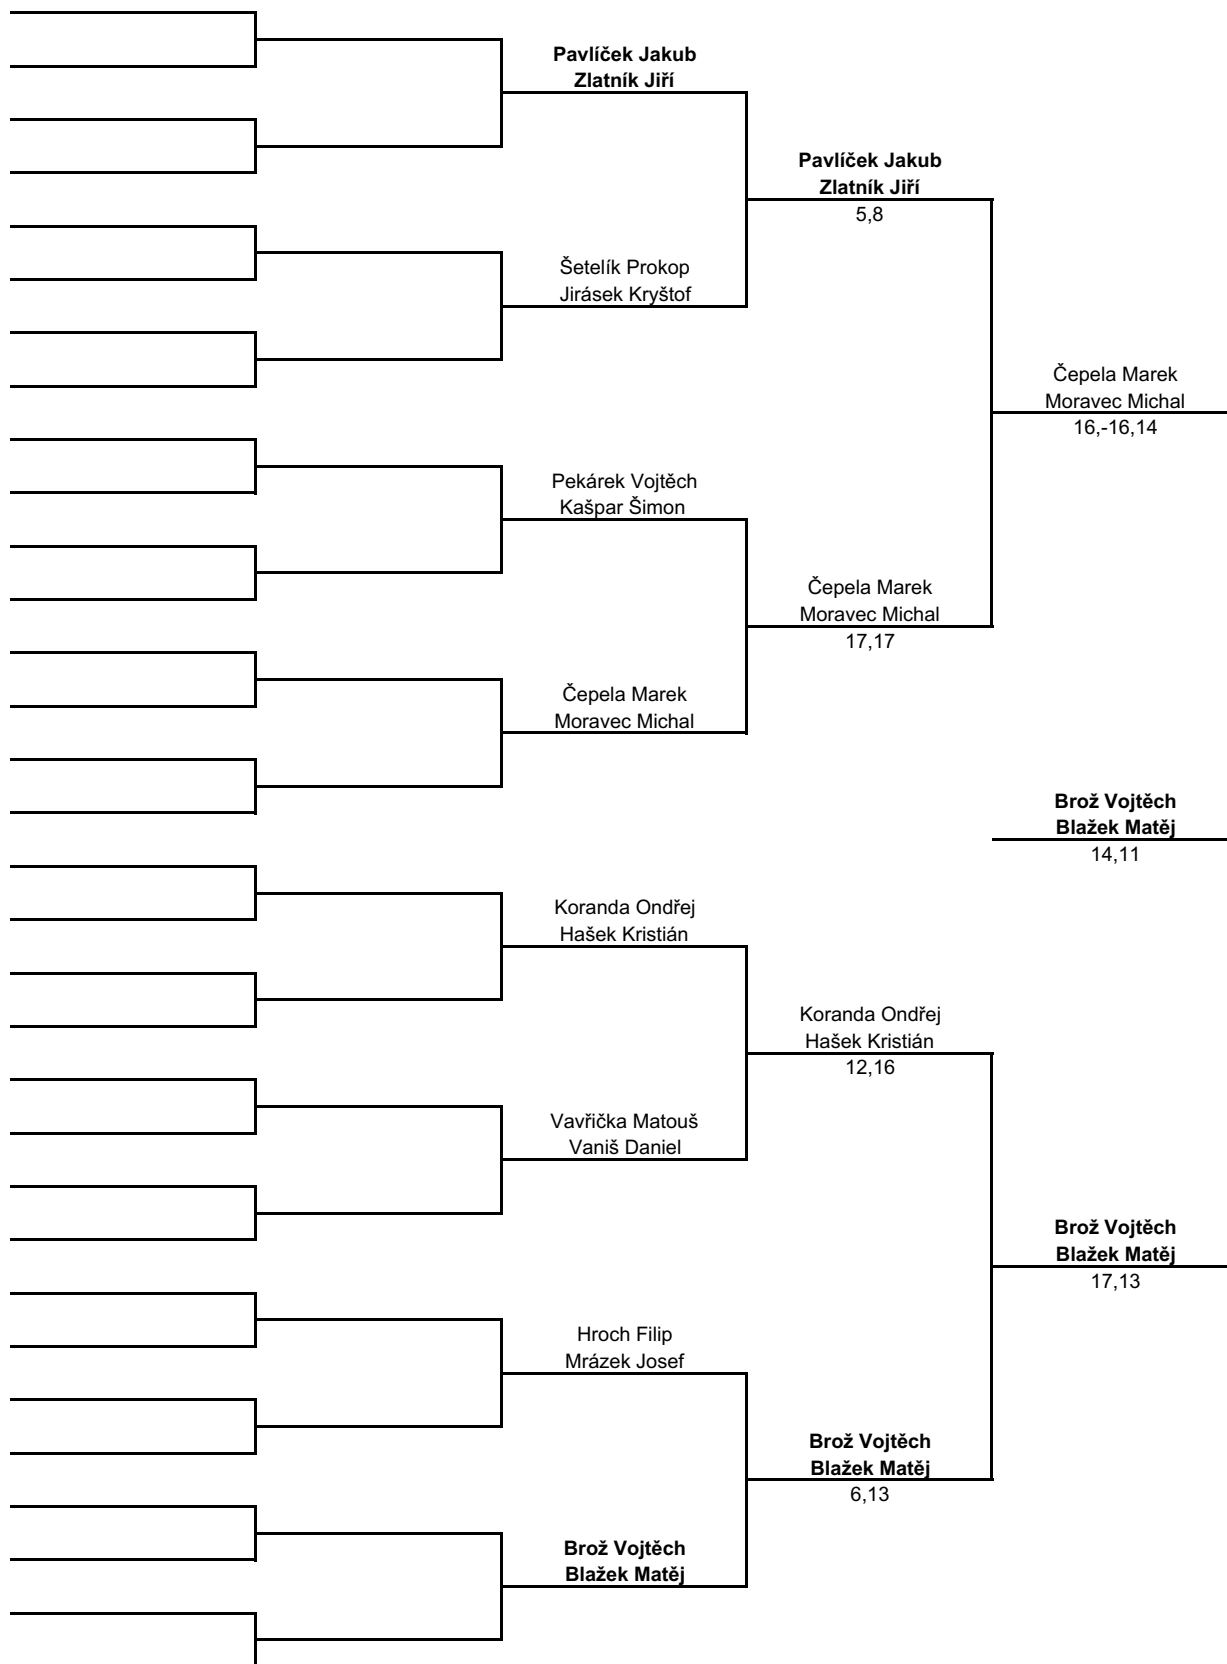 Pavlíček Jakub
Zlatník Jiří
Pavlíček Jakub
Zlatník Jiří
5,8
Šetelík Prokop
Jirásek Kryštof
Čepela Marek
Moravec Michal
16,-16,14
Pekárek Vojtěch
Kašpar Šimon
Čepela Marek
Moravec Michal
17,17
Čepela Marek
Moravec Michal
Brož Vojtěch
Blažek Matěj
14,11
Koranda Ondřej
Hašek Kristián
Koranda Ondřej
Hašek Kristián
12,16
Vavřička Matouš
Vaniš Daniel
Brož Vojtěch
Blažek Matěj
17,13
Hroch Filip
Mrázek Josef
Brož Vojtěch
Blažek Matěj
6,13
Brož Vojtěch
Blažek Matěj